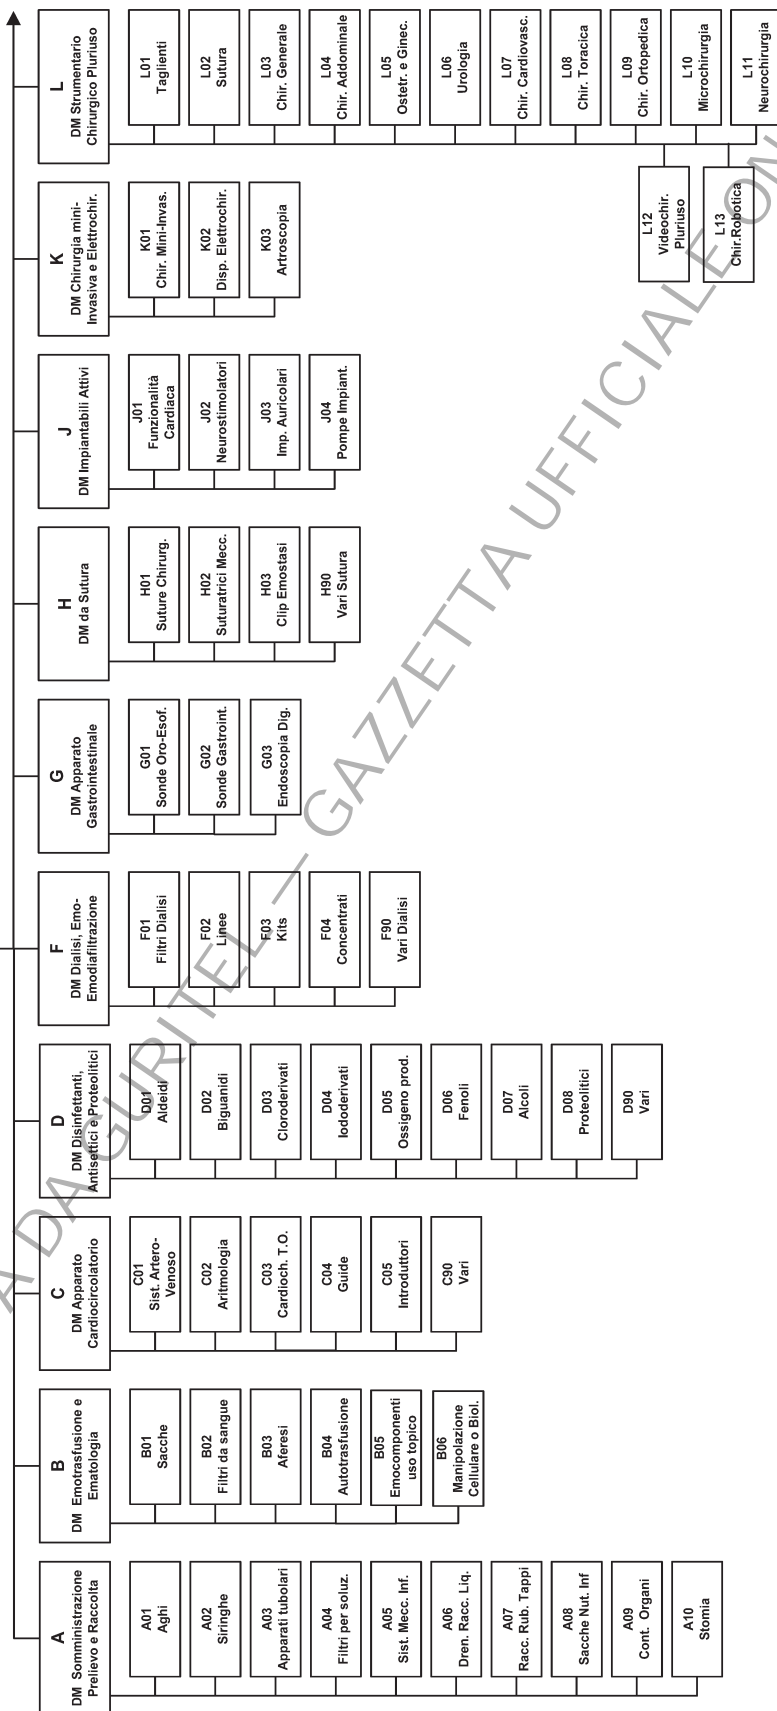 A
DM Somministrazione
Prelievo e Raccolta
A01
Aghi
A02
Siringhe
A03
Apparati tubolari
A04
Filtri per soluz.
A05
Sist. Mecc. Inf.
A06
Dren. Racc. Liq.
A07
Racc. Rub. Tappi
A08
Sacche Nut. Inf
A09
Cont. Organi
A10
Stomia
B
DM Emotrasfusione e
Ematologia
B01
Sacche
B02
Filtri da sangue
B03
Aferesi
B04
Autotrasfusione
B05
Emocomponenti
uso topico
B06
Manipolazione
Cellulare o Biol.
C
DM Apparato
Cardiocircolatorio
C01
Sist. Artero-
Venoso
C02
Aritmologia
C03
Cardioch. T.O.
C04
Guide
C05
Introduttori
C90
Vari
D
DM Disinfettanti,
Antisettici e Proteolitici
D01
Aldeidi
D02
Biguanidi
D03
Cloroderivati
D04
Iododerivati
D05
Ossigeno prod.
D06
Fenoli
D07
Alcoli
D08
Proteolitici
D90
Vari
F
DM Dialisi, Emo-
Emodiafiltrazione
F01
Filtri Dialisi
F02
Linee
F03
Kits
F04
Concentrati
F90
Vari Dialisi
G
DM Apparato
Gastrointestinale
G01
Sonde Oro-Esof.
G02
Sonde Gastroint.
G03
Endoscopia Dig.
H
DM da Sutura
H01
Suture Chirurg.
H02
Suturatrici Mecc.
H03
Clip Emostasi
H90
Vari Sutura
J
DM Impiantabili Attivi
J01
Funzionalità
Cardiaca
J02
Neurostimolatori
J03
Imp. Auricolari
J04
Pompe Impiant.
K
DM Chirurgia mini-
Invasiva e Elettrochir.
K01
Chir. Mini-Invas.
K02
Disp. Elettrochir.
K03
Artroscopia
L
DM Strumentario
Chirurgico Pluriuso
L01
Taglienti
L02
Sutura
L03
Chir. Generale
L04
Chir. Addominale
L05
Ostetr. e Ginec.
L06
Urologia
L07
Chir. Cardiovasc.
L08
Chir. Toracica
L09
Chir. Ortopedica
L10
Microchirurgia
L11
Neurochirurgia
L12
Videochir.
Pluriuso
L13
Chir.Robotica
A DA GURITEL — GAZZETTA UFFICIALE ON